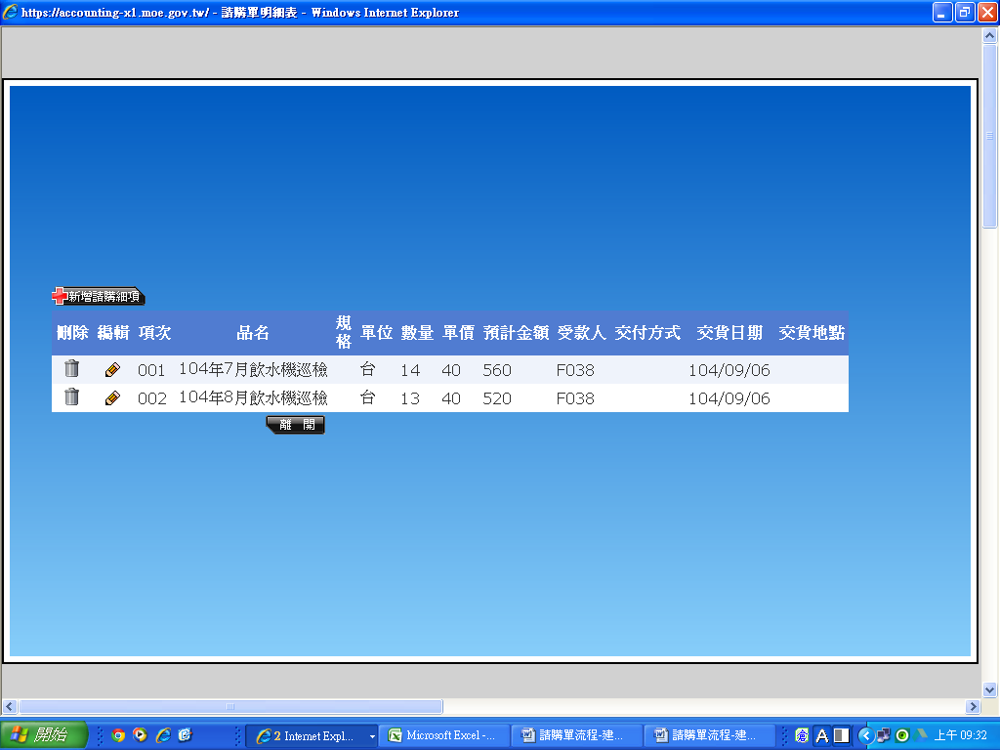 https://accounting-x1.moe.gov.tw/ - 請購單明細表 - Windows Internet Explorer
新增請購細項
刪除 編輯 項次 品名 規格 單位 數量 單價 預計金額 受款人 交付方式 交貨日期 交貨地點
001 104年7月飲水機巡檢 台 14 40 560 F038 104/09/06
002 104年8月飲水機巡檢 台 13 40 520 F038 104/09/06
離 開
開始 2 Internet Expl... Microsoft Excel -... 請購單流程-建... 請購單流程-建... A 上午 09:32